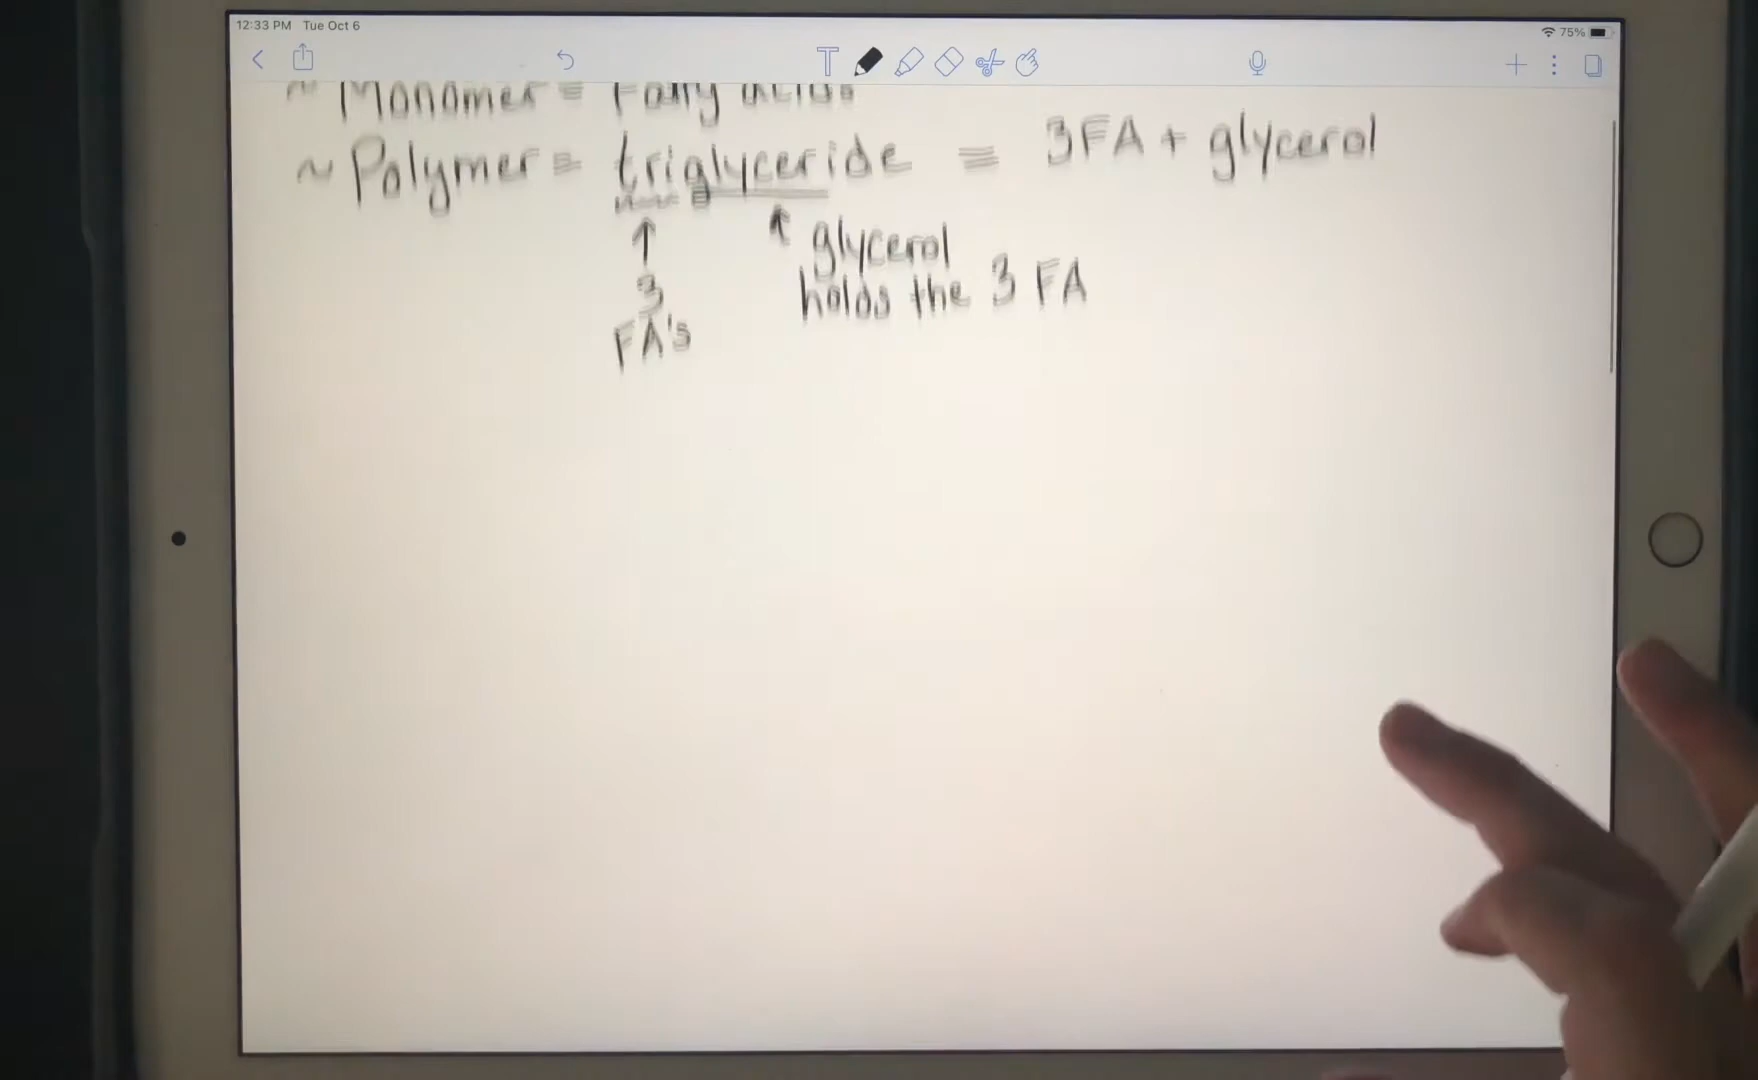 12:33 PM Tue Oct 6
75%
T
~ Monomer = Fatty acids
~ Polymer = triglyceride = 3FA + glycerol
↑ ↑ glycerol
3 holds the 3 FA
FA's